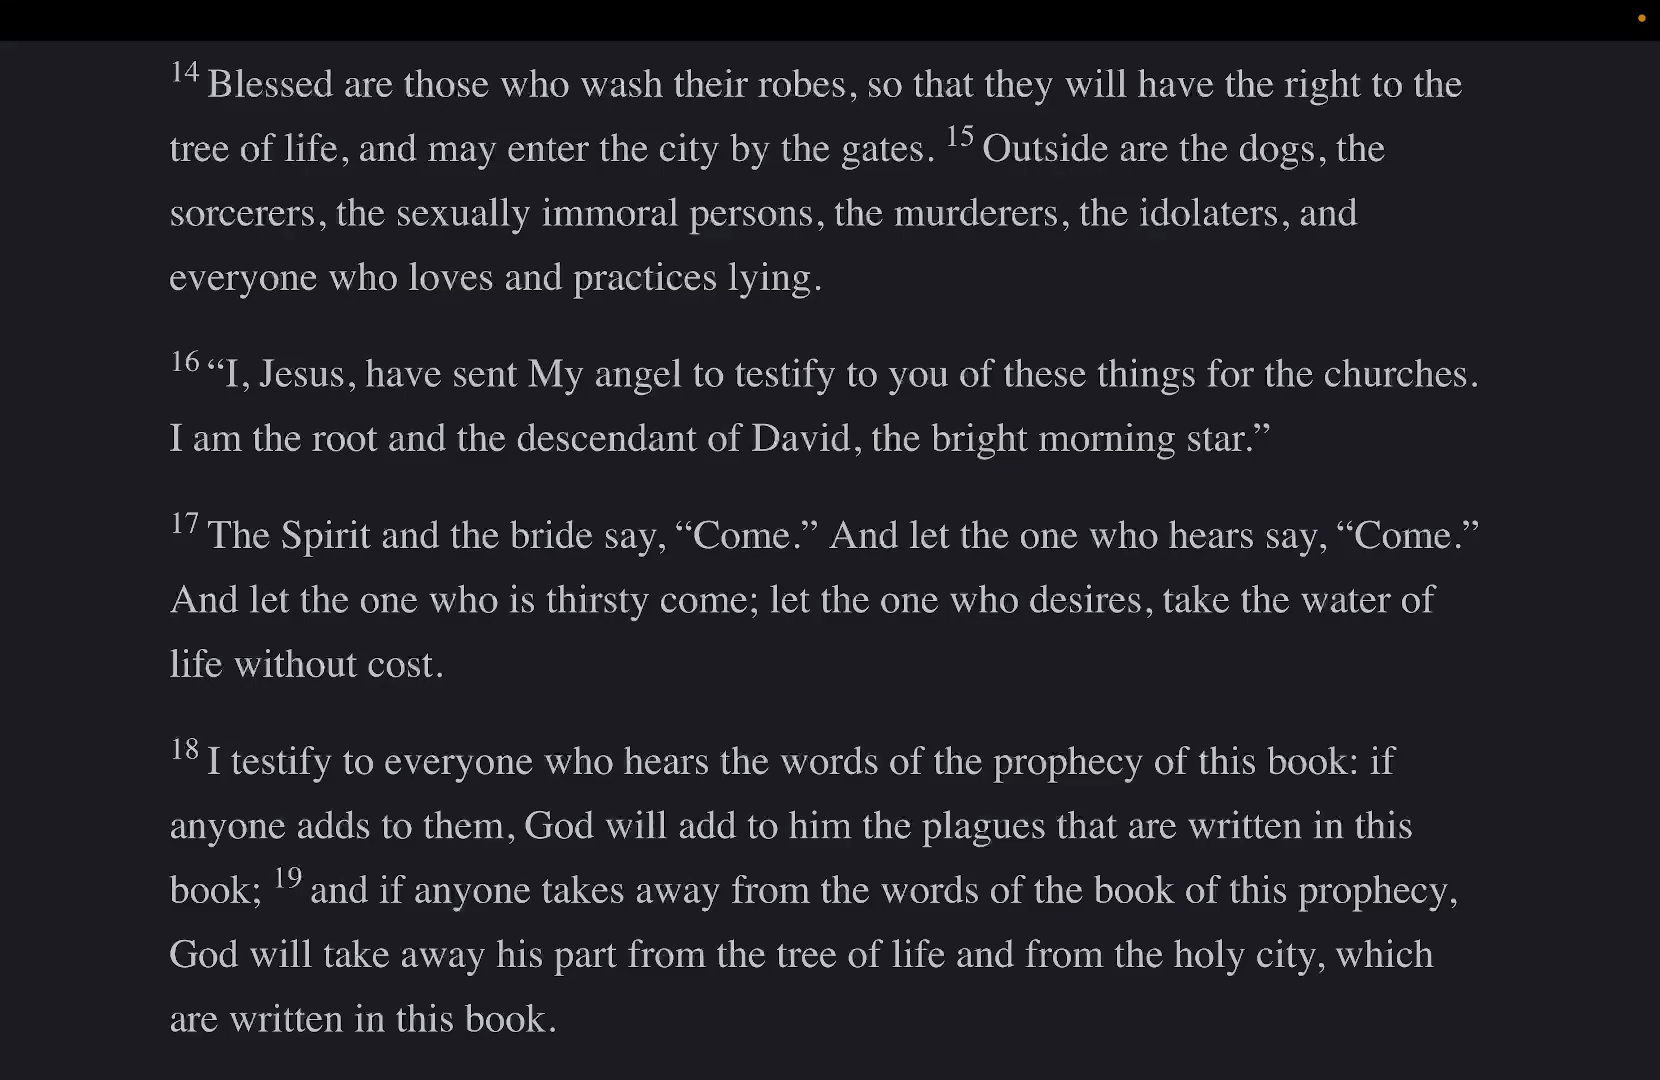 14 Blessed are those who wash their robes, so that they will have the right to the
tree of life, and may enter the city by the gates. 15 Outside are the dogs, the
sorcerers, the sexually immoral persons, the murderers, the idolaters, and
everyone who loves and practices lying.
16 “I, Jesus, have sent My angel to testify to you of these things for the churches.
I am the root and the descendant of David, the bright morning star.”
17 The Spirit and the bride say, “Come.” And let the one who hears say, “Come.”
And let the one who is thirsty come; let the one who desires, take the water of
life without cost.
18 I testify to everyone who hears the words of the prophecy of this book: if
anyone adds to them, God will add to him the plagues that are written in this
book; 19 and if anyone takes away from the words of the book of this prophecy,
God will take away his part from the tree of life and from the holy city, which
are written in this book.